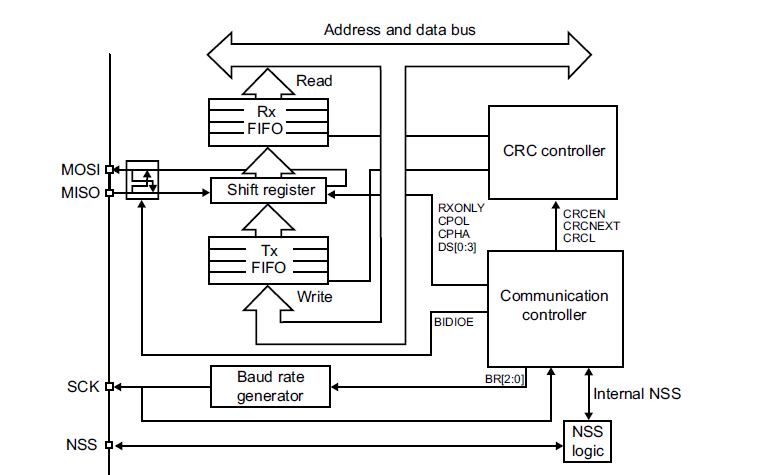 Address and data bus
Read
Rx
FIFO
CRC controller
MOSI
MISO
Shift register
RXONLY
CPOL
CPHA
DS[0:3]
CRCEN
CRCNEXT
CRCL
Tx
FIFO
Write
Communication
controller
BIDIOE
SCK
Baud rate
generator
BR[2:0]
Internal NSS
NSS
NSS
logic